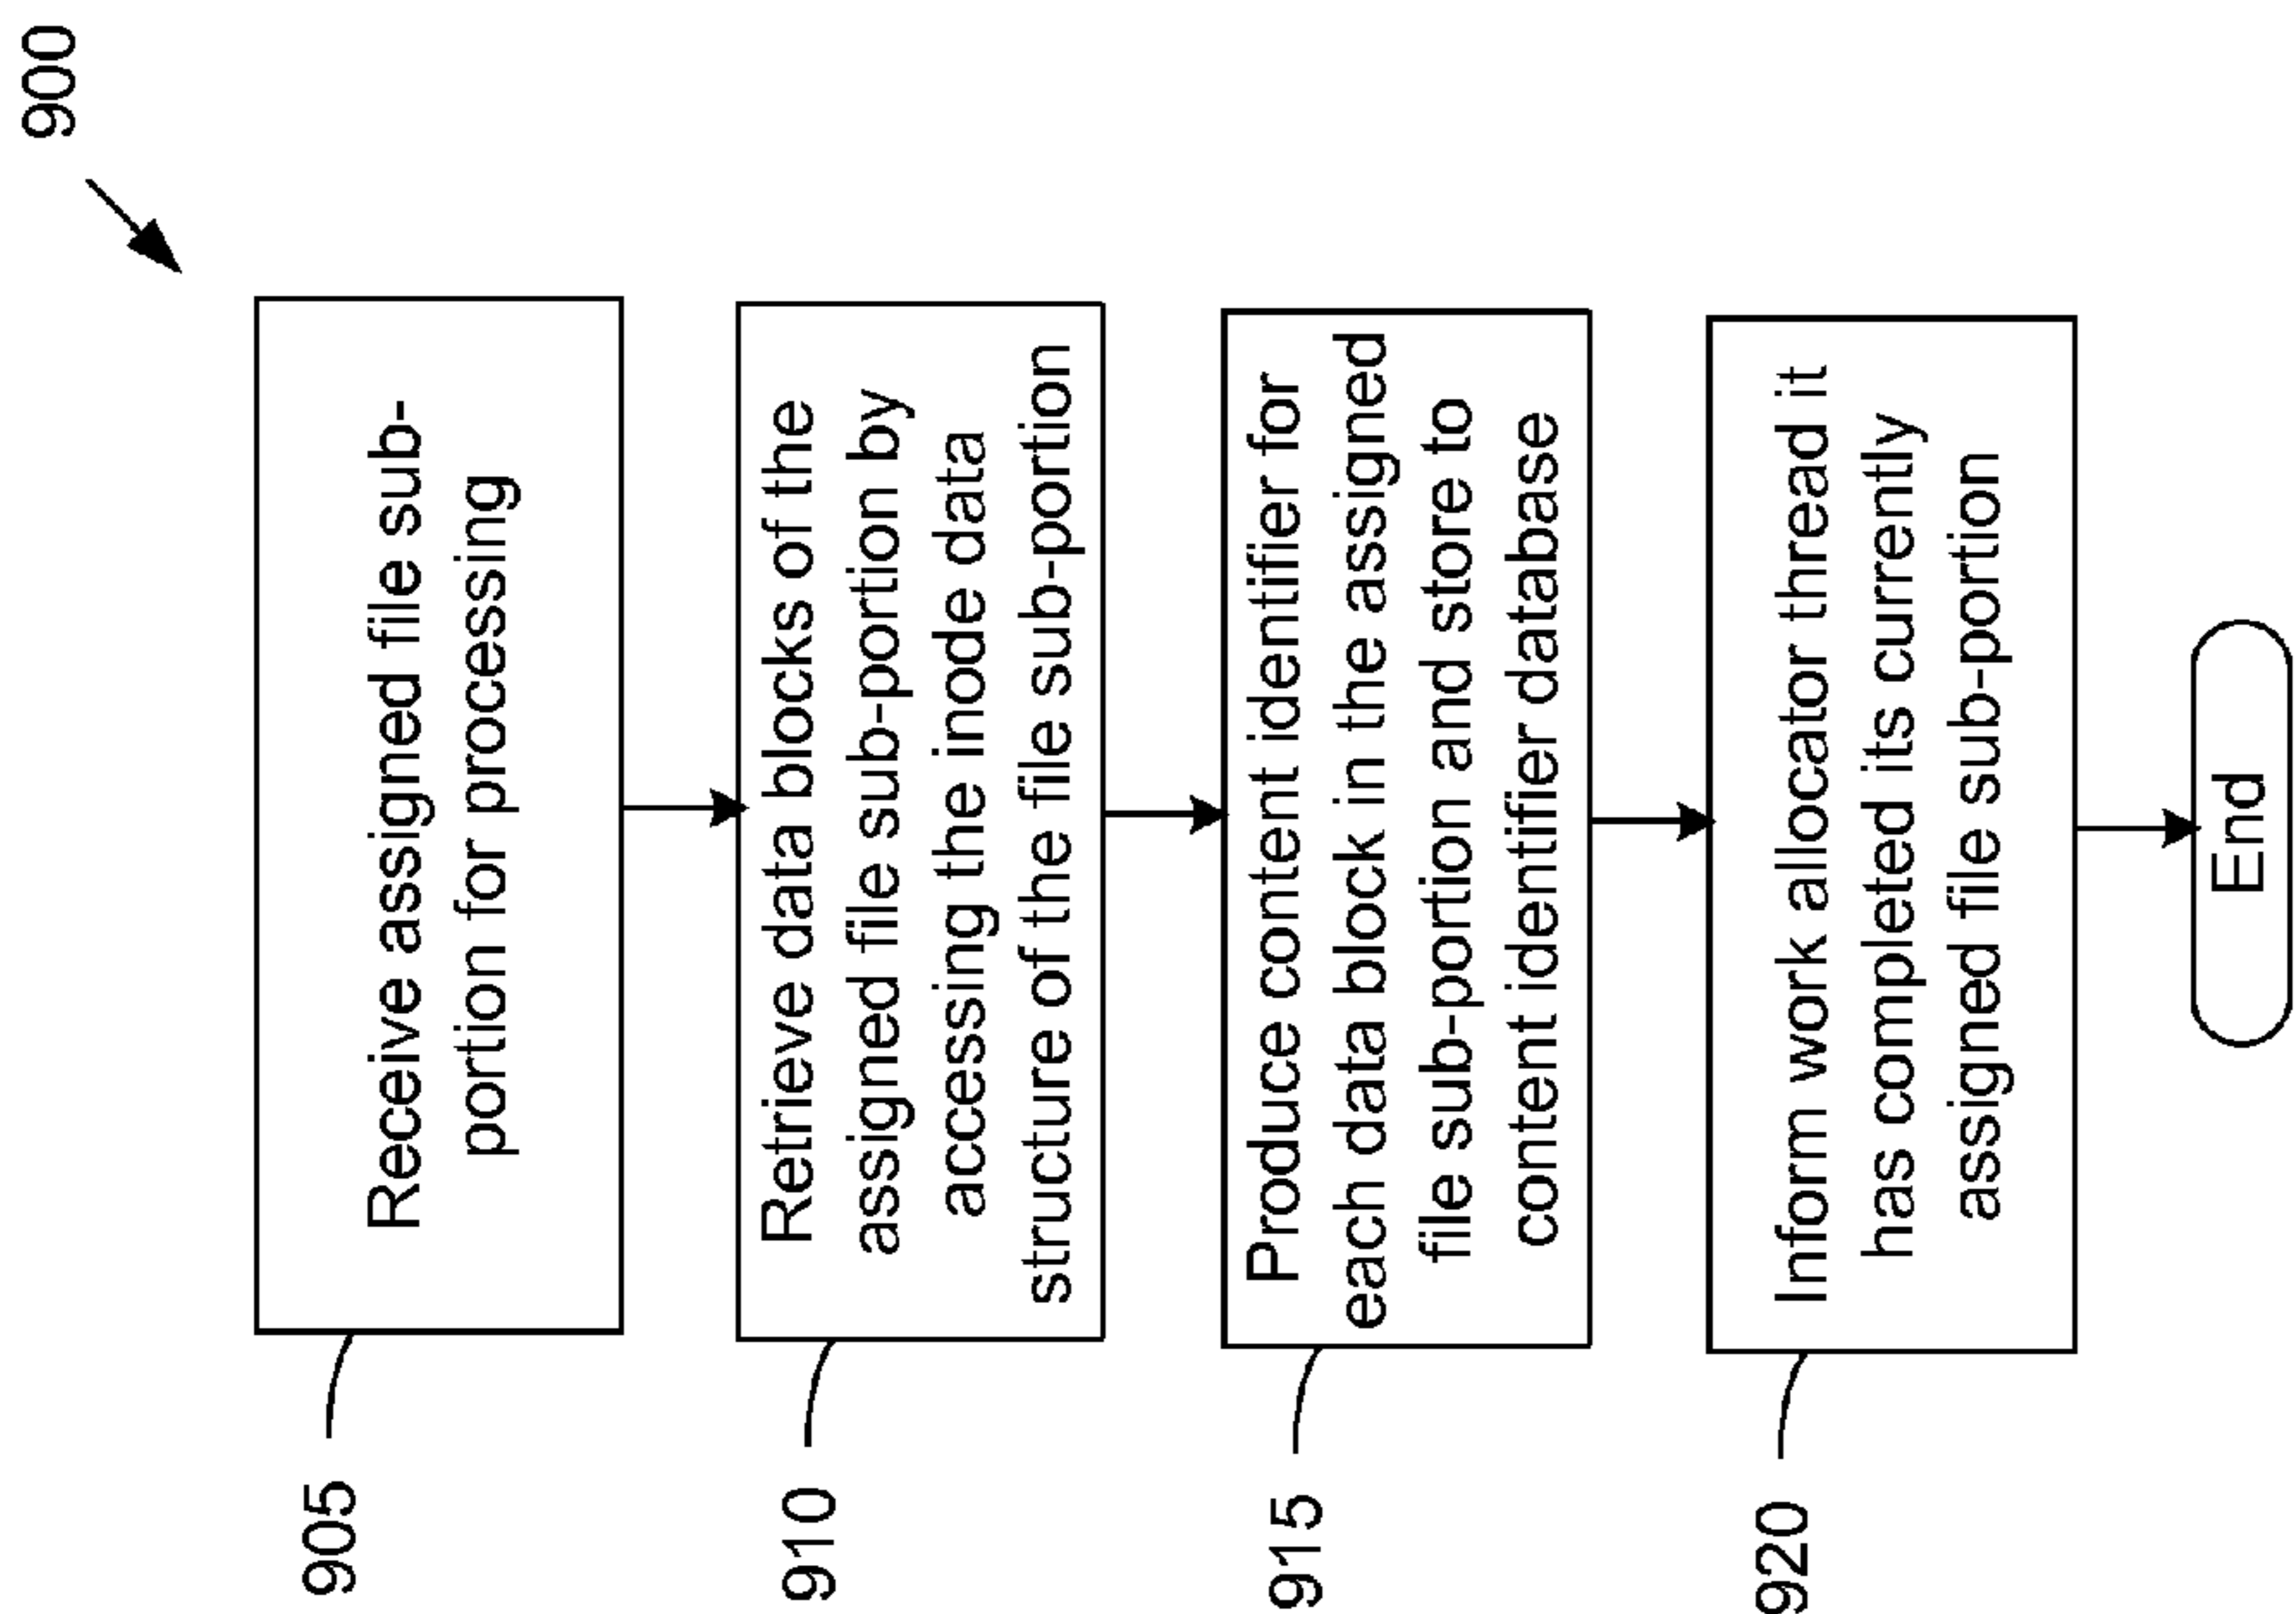 900
905
Receive assigned file sub-
portion for processing
910
Retrieve data blocks of the
assigned file sub-portion by
accessing the inode data
structure of the file sub-portion
915
Produce content identifier for
each data block in the assigned
file sub-portion and store to
content identifier database
920
Inform work allocator thread it
has completed its currently
assigned file sub-portion
End